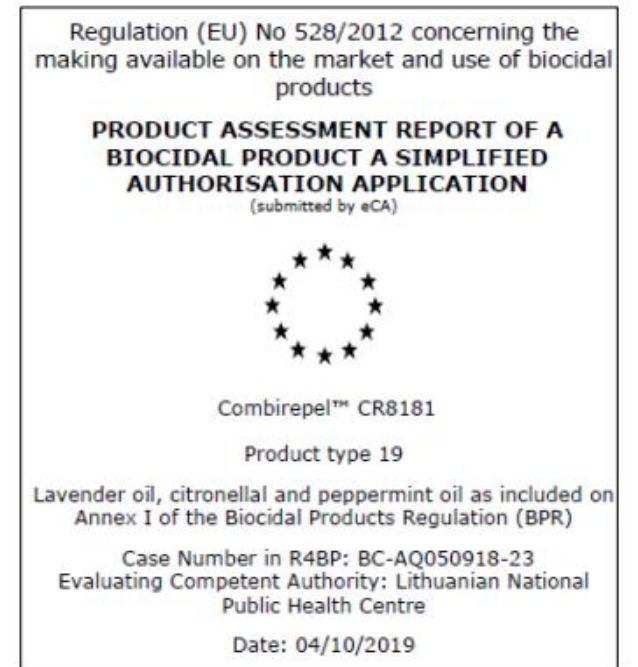 Regulation (EU) No 528/2012 concerning the
making available on the market and use of biocidal
products
PRODUCT ASSESSMENT REPORT OF A
BIOCIDAL PRODUCT A SIMPLIFIED
AUTHORISATION APPLICATION
(submitted by eCA)
Combirepel™ CR8181
Product type 19
Lavender oil, citronellal and peppermint oil as included on
Annex I of the Biocidal Products Regulation (BPR)
Case Number in R4BP: BC-AQ050918-23
Evaluating Competent Authority: Lithuanian National
Public Health Centre
Date: 04/10/2019